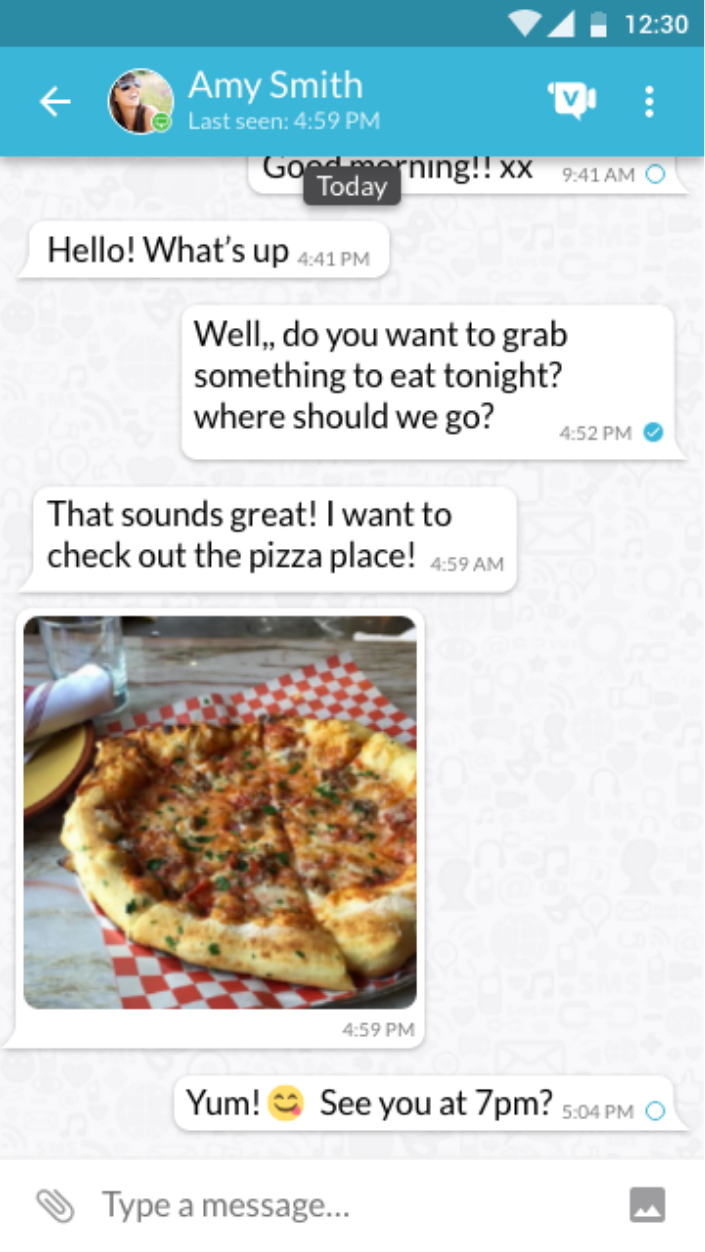 12:30
Amy Smith
Last seen: 4:59 PM
Good morning!! xx 9:41 AM
Today
Hello! What's up 4:41 PM
Well,, do you want to grab
something to eat tonight?
where should we go?
4:52 PM
That sounds great! I want to
check out the pizza place! 4:59 AM
4:59 PM
Yum! 😋 See you at 7pm? 5:04 PM
Type a message...